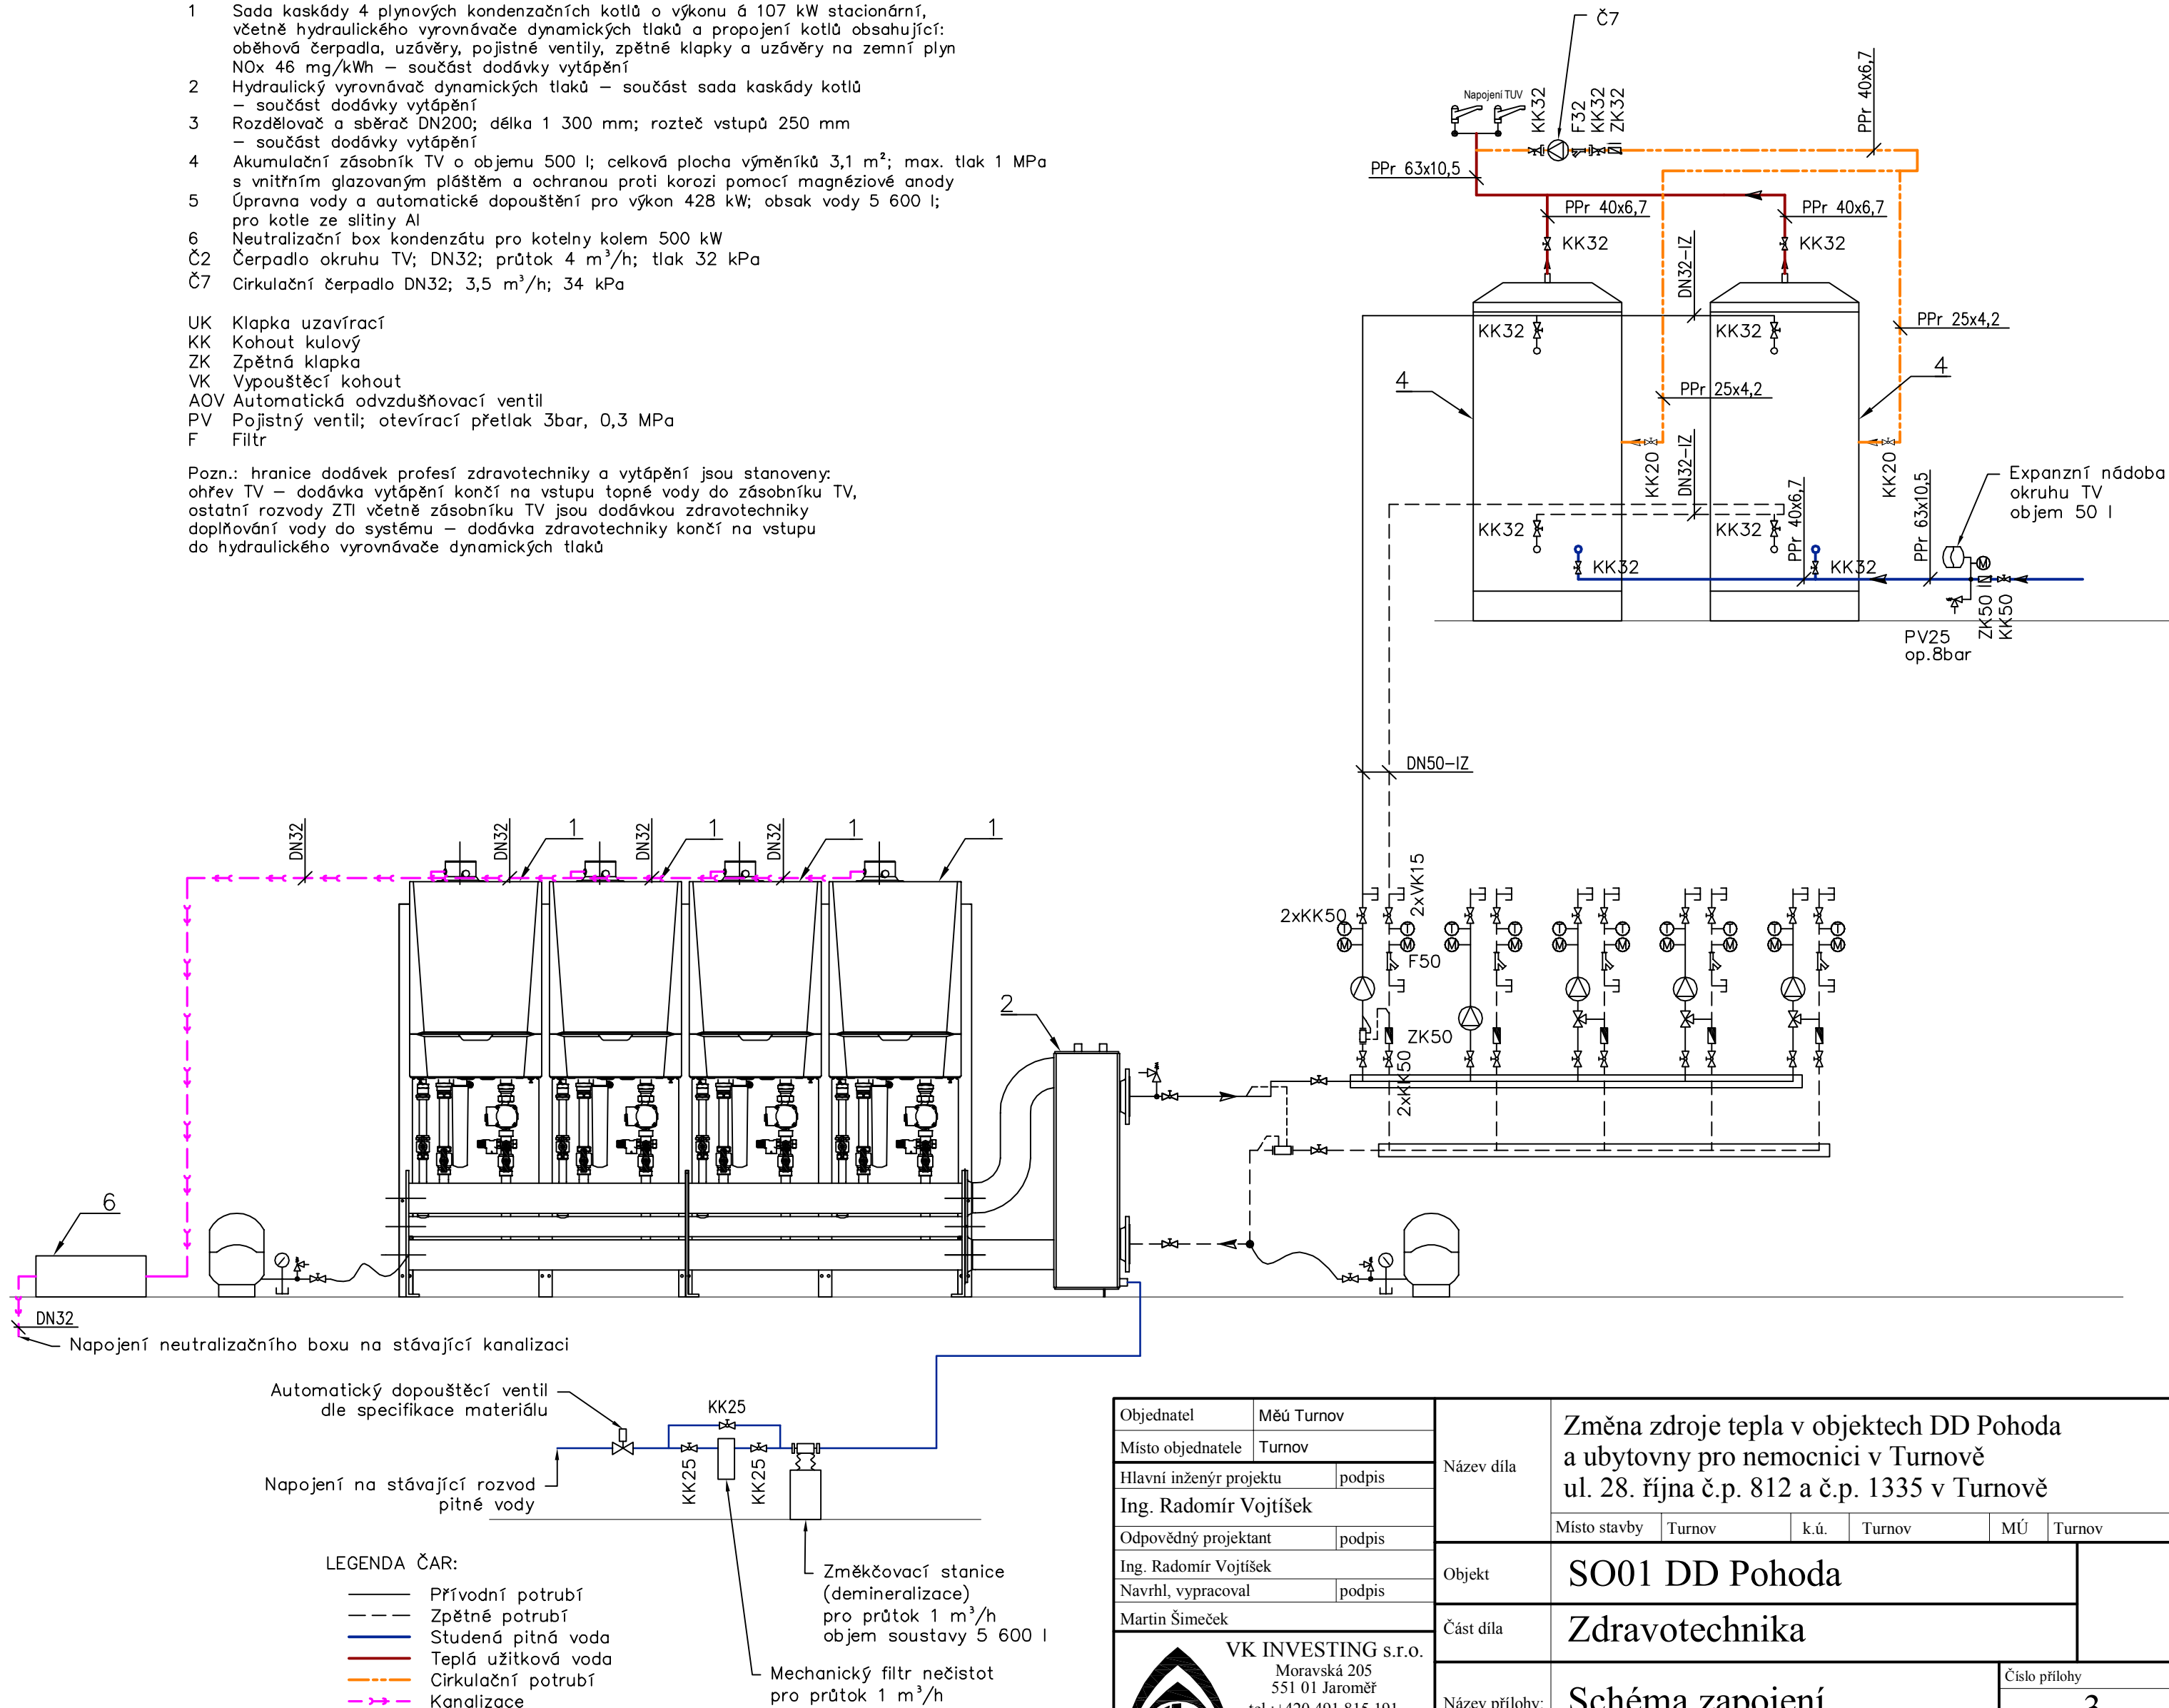 1 Sada kaskády 4 plynových kondenzačních kotlů o výkonu á 107 kW stacionární,
včetně hydraulického vyrovnávače dynamických tlaků a propojení kotlů obsahující:
oběhová čerpadla, uzávěry, pojistné ventily, zpětné klapky a uzávěry na zemní plyn
NOx 46 mg/kWh – součást dodávky vytápění
2 Hydraulický vyrovnávač dynamických tlaků – součást sada kaskády kotlů
– součást dodávky vytápění
3 Rozdělovač a sběrač DN200; délka 1 300 mm; rozteč vstupů 250 mm
– součást dodávky vytápění
4 Akumulační zásobník TV o objemu 500 l; celková plocha výměníků 3,1 m²; max. tlak 1 MPa
s vnitřním glazovaným pláštěm a ochranou proti korozi pomocí magnéziové anody
5 Úpravna vody a automatické dopouštění pro výkon 428 kW; obsak vody 5 600 l;
pro kotle ze slitiny Al
6 Neutralizační box kondenzátu pro kotelny kolem 500 kW
Č2 Čerpadlo okruhu TV; DN32; průtok 4 m³/h; tlak 32 kPa
Č7 Cirkulační čerpadlo DN32; 3,5 m³/h; 34 kPa
UK Klapka uzavírací
KK Kohout kulový
ZK Zpětná klapka
VK Vypouštěcí kohout
AOV Automatická odvzdušňovací ventil
PV Pojistný ventil; otevírací přetlak 3bar, 0,3 MPa
F Filtr
Pozn.: hranice dodávek profesí zdravotechniky a vytápění jsou stanoveny:
ohřev TV – dodávka vytápění končí na vstupu topné vody do zásobníku TV,
ostatní rozvody ZTI včetně zásobníku TV jsou dodávkou zdravotechniky
doplňování vody do systému – dodávka zdravotechniky končí na vstupu
do hydraulického vyrovnávače dynamických tlaků
Č7
Napojení TUV
KK32
F32
KK32
ZK32
PPr 40x6,7
PPr 63x10,5
PPr 40x6,7
PPr 40x6,7
KK32
KK32
DN32-IZ
KK32
KK32
PPr 25x4,2
4
4
PPr 25x4,2
DN32-IZ
KK20
KK20
PPr 40x6,7
PPr 63x10,5
Expanzní nádoba
okruhu TV
objem 50 l
KK32
KK32
KK32
KK32
M
ZK50
KK50
PV25
op.8bar
DN50-IZ
DN32
DN32
DN32
DN32
1
1
1
1
2xVK15
2xKK50
T T T T T T T T T T
M M M M M M M M M M
F50
ZK50
2xKK50
2
6
DN32
Napojení neutralizačního boxu na stávající kanalizaci
Automatický dopouštěcí ventil
dle specifikace materiálu
KK25
KK25
KK25
Napojení na stávající rozvod
pitné vody
Změkčovací stanice
(demineralizace)
pro průtok 1 m³/h
objem soustavy 5 600 l
Mechanický filtr nečistot
pro průtok 1 m³/h
LEGENDA ČAR:
Přívodní potrubí
Zpětné potrubí
Studená pitná voda
Teplá užitková voda
Cirkulační potrubí
Kanalizace
Objednatel Měú Turnov
Místo objednatele Turnov
Hlavní inženýr projektu podpis
Ing. Radomír Vojtíšek
Odpovědný projektant podpis
Ing. Radomír Vojtíšek
Navrhl, vypracoval podpis
Martin Šimeček
VK INVESTING s.r.o.
Moravská 205
551 01 Jaroměř
tel.:+420 491 815 191
Název díla
Změna zdroje tepla v objektech DD Pohoda
a ubytovny pro nemocnici v Turnově
ul. 28. října č.p. 812 a č.p. 1335 v Turnově
Místo stavby Turnov k.ú. Turnov MÚ Turnov
Objekt SO01 DD Pohoda
Část díla Zdravotechnika
Název přílohy: Schéma zapojení
Číslo přílohy
3